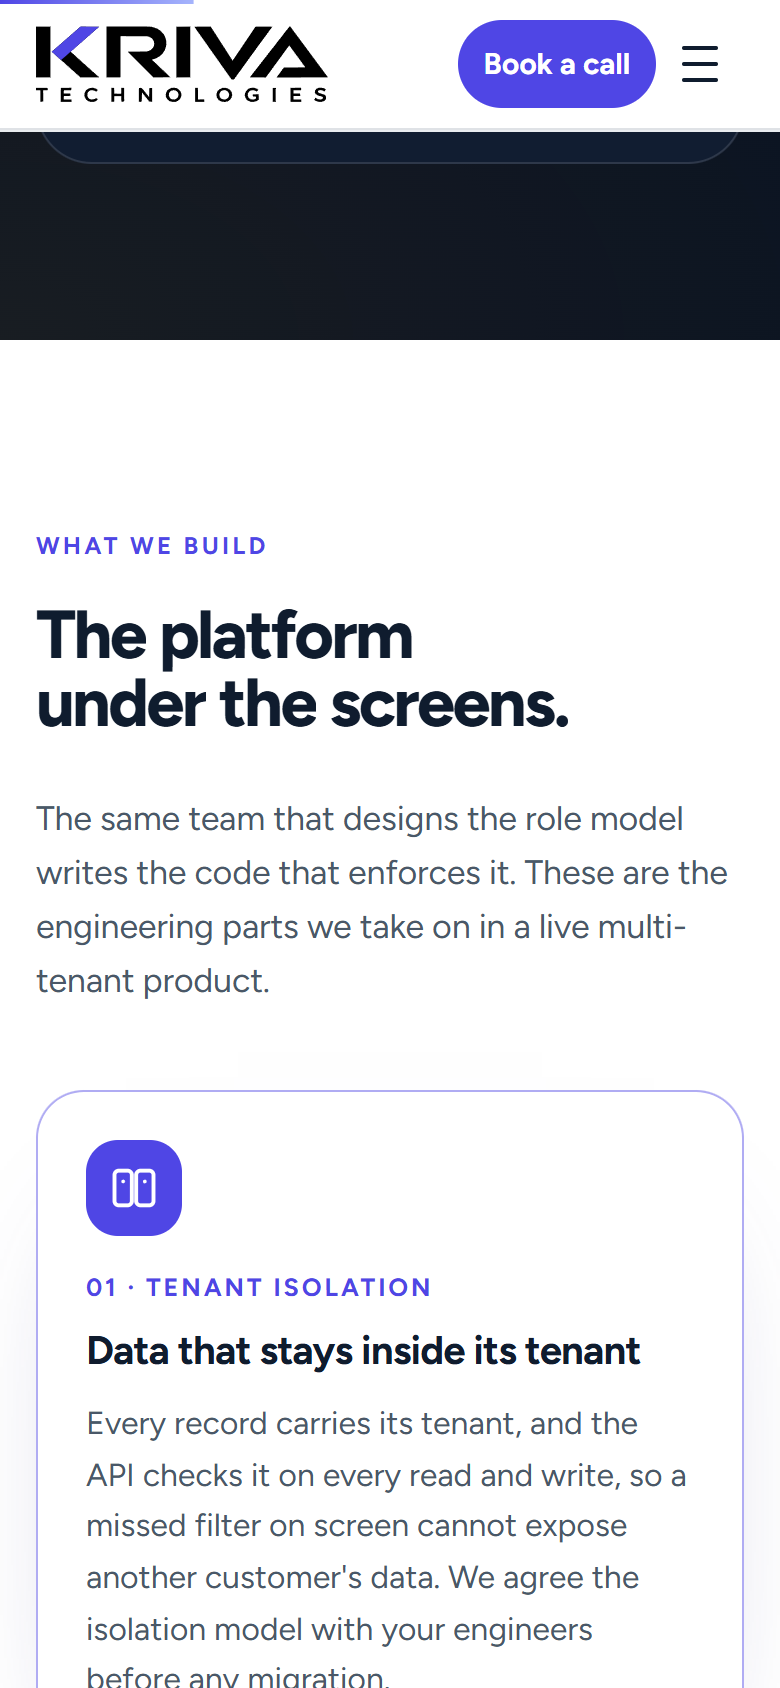 KRIVA
TECHNOLOGIES
Book a call
WHAT WE BUILD
The platform
under the screens.
The same team that designs the role model
writes the code that enforces it. These are the
engineering parts we take on in a live multi-
tenant product.
01 · TENANT ISOLATION
Data that stays inside its tenant
Every record carries its tenant, and the
API checks it on every read and write, so a
missed filter on screen cannot expose
another customer's data. We agree the
isolation model with your engineers
before any migration.